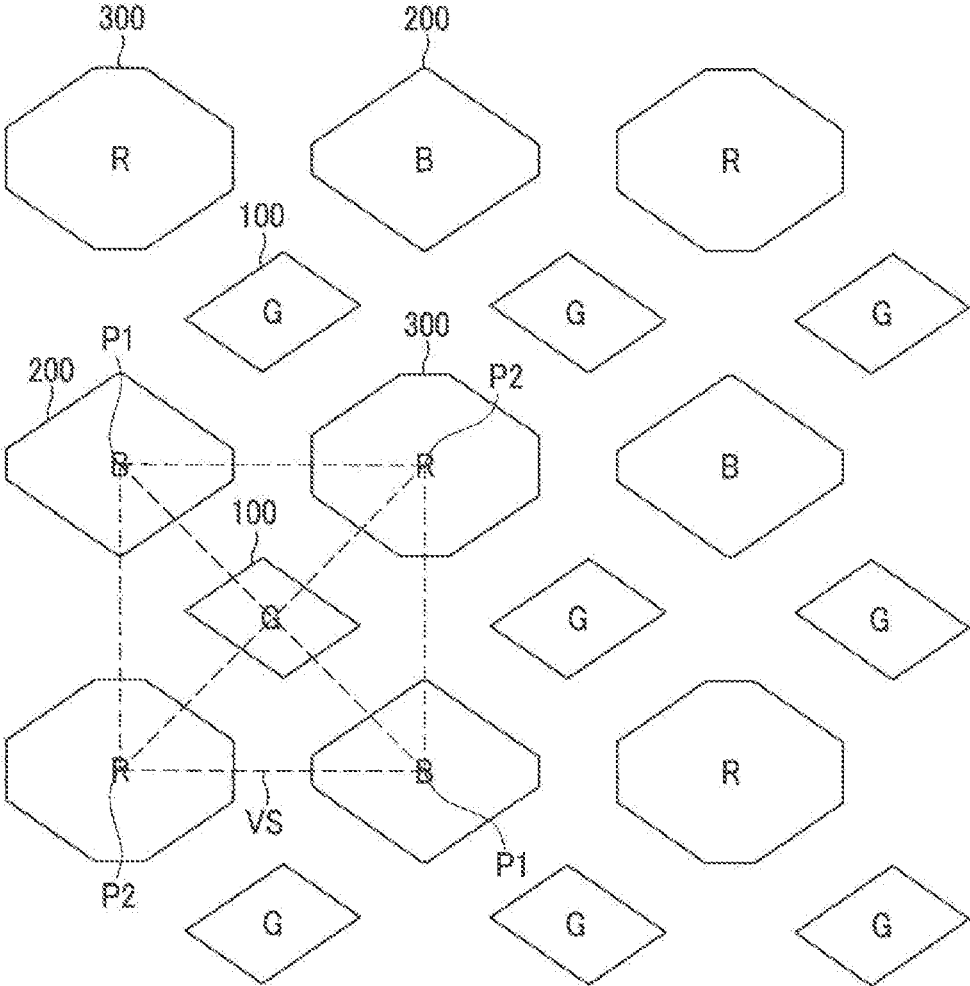 300 200
R B R
100
G G G
P1 300
200 P2
B R B
100
G G G
R B R
VS
P2 P1
G G G